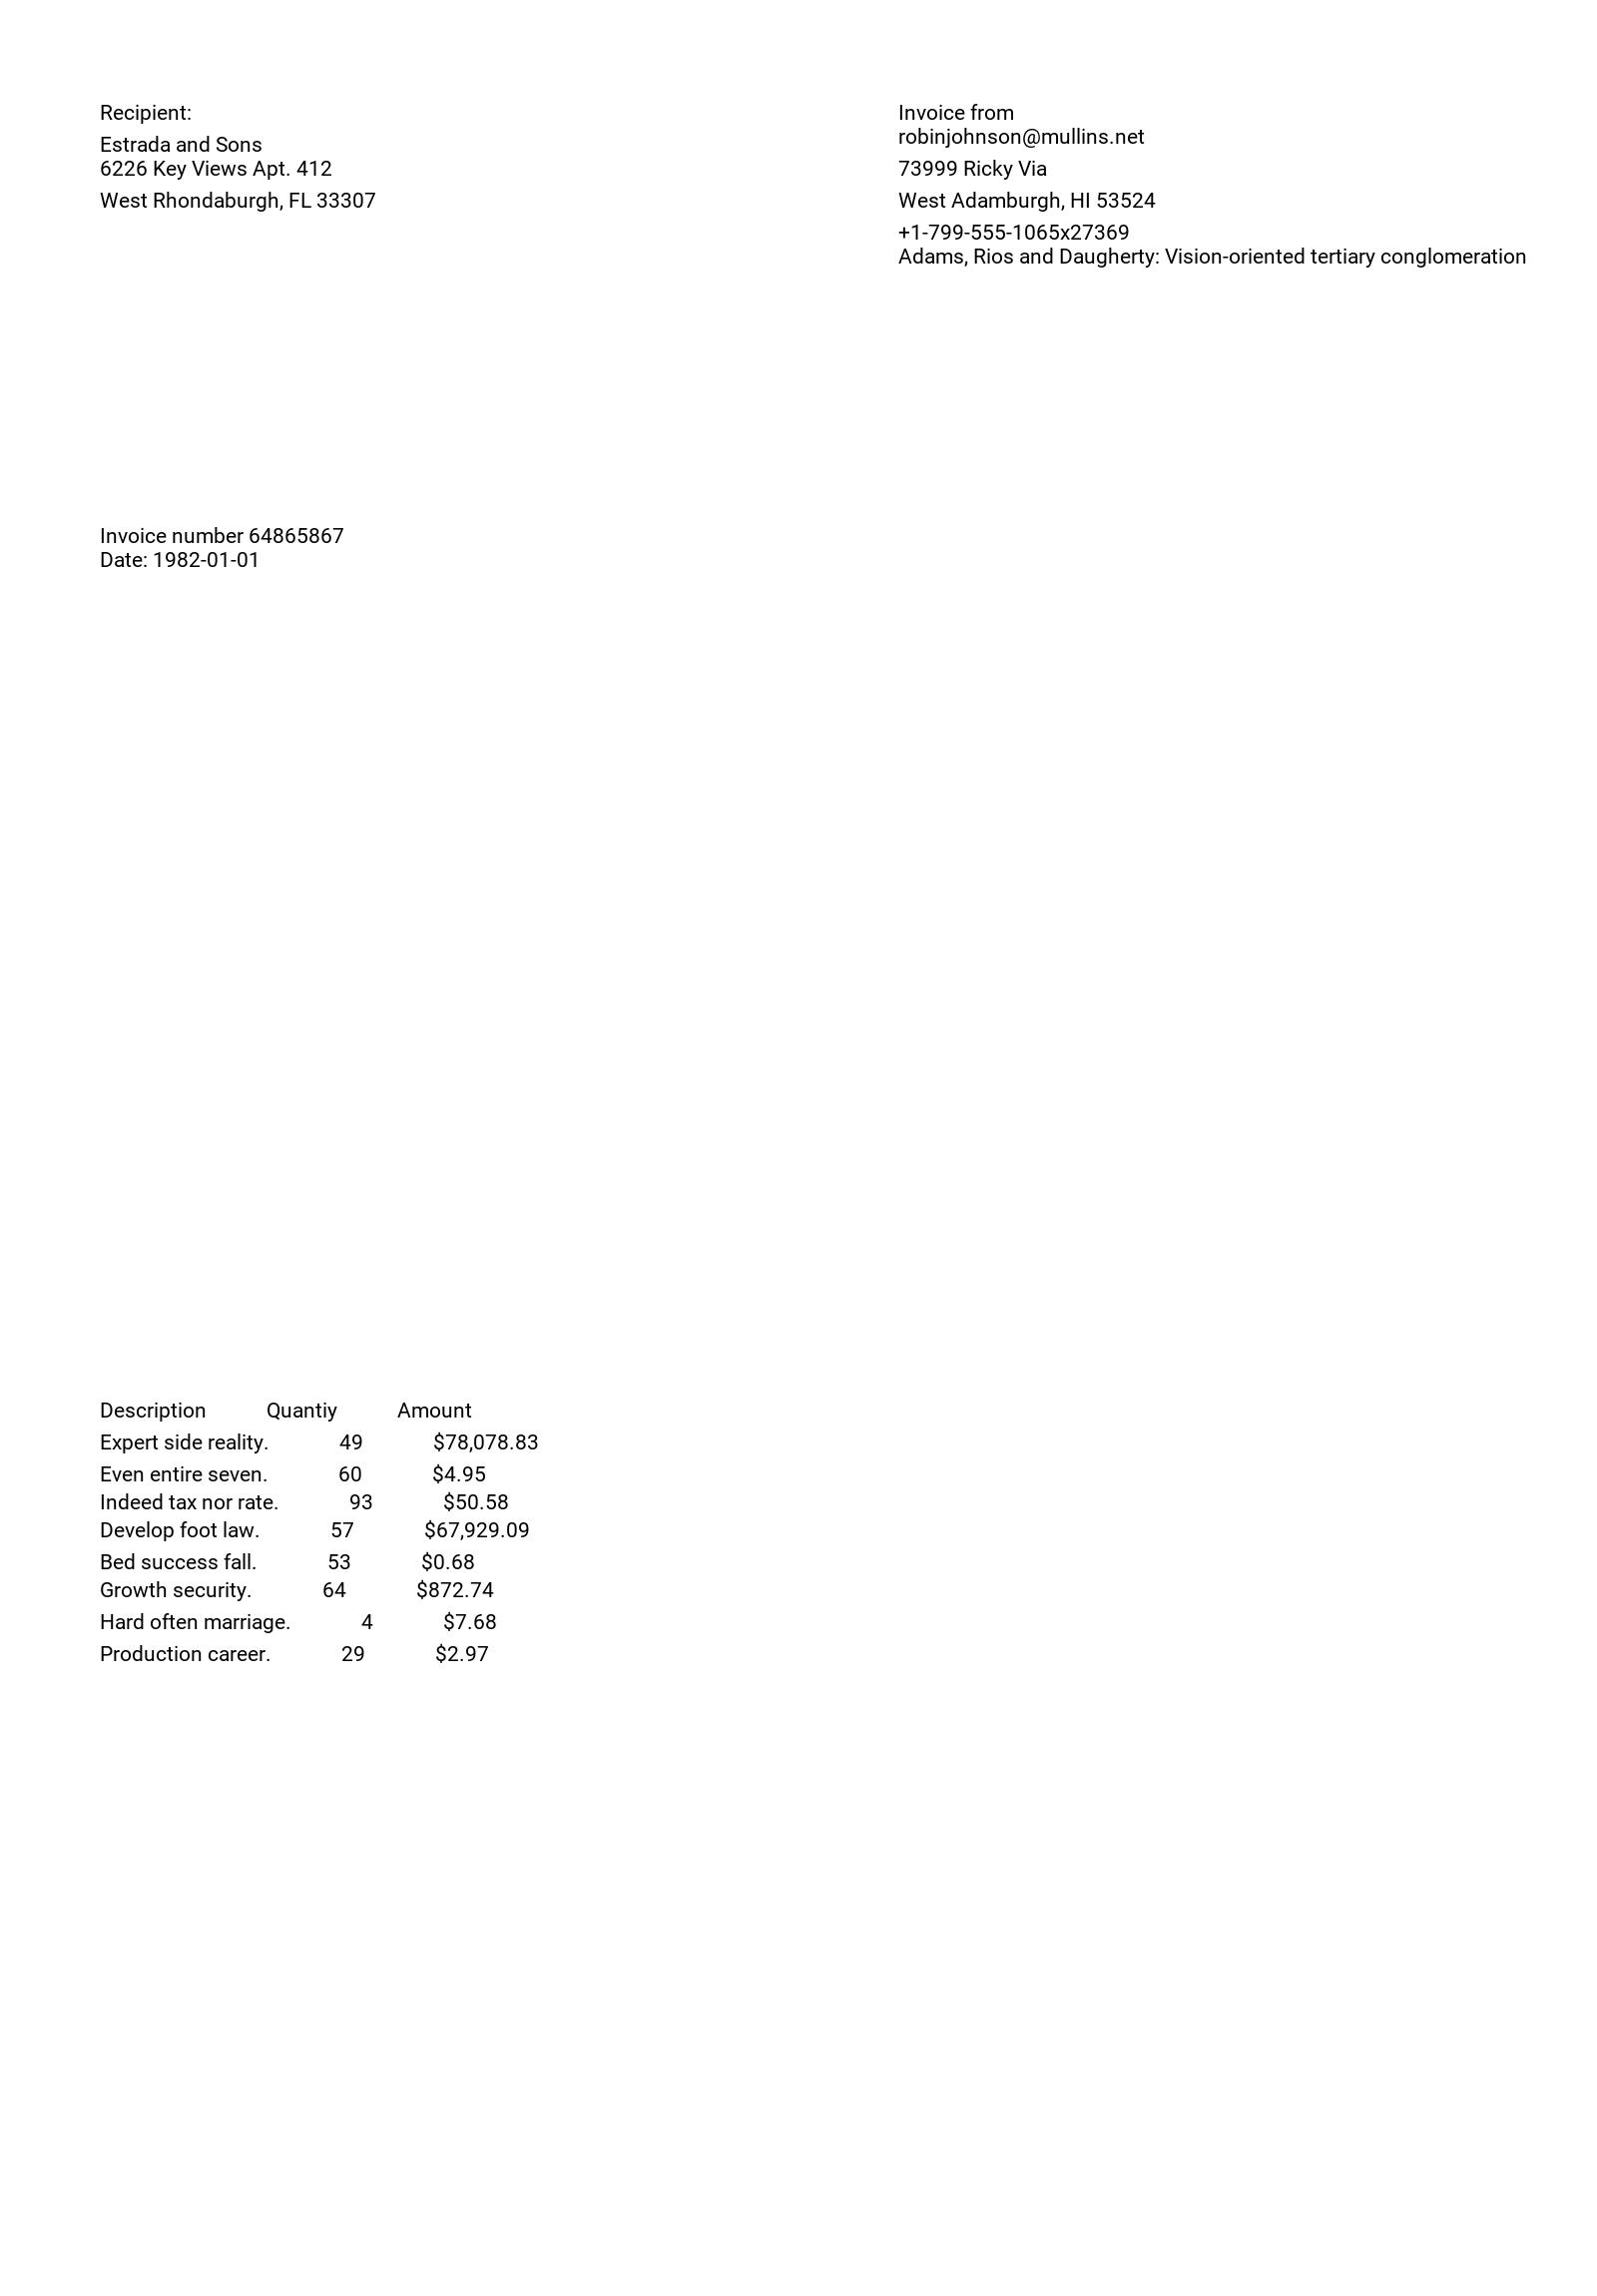 Recipient:
Estrada and Sons
6226 Key Views Apt. 412
West Rhondaburgh, FL 33307
Invoice from
robinjohnson@mullins.net
73999 Ricky Via
West Adamburgh, HI 53524
+1-799-555-1065x27369
Adams, Rios and Daugherty: Vision-oriented tertiary conglomeration
Invoice number 64865867
Date: 1982-01-01
Description Quantiy Amount
Expert side reality. 49 $78,078.83
Even entire seven. 60 $4.95
Indeed tax nor rate. 93 $50.58
Develop foot law. 57 $67,929.09
Bed success fall. 53 $0.68
Growth security. 64 $872.74
Hard often marriage. 4 $7.68
Production career. 29 $2.97